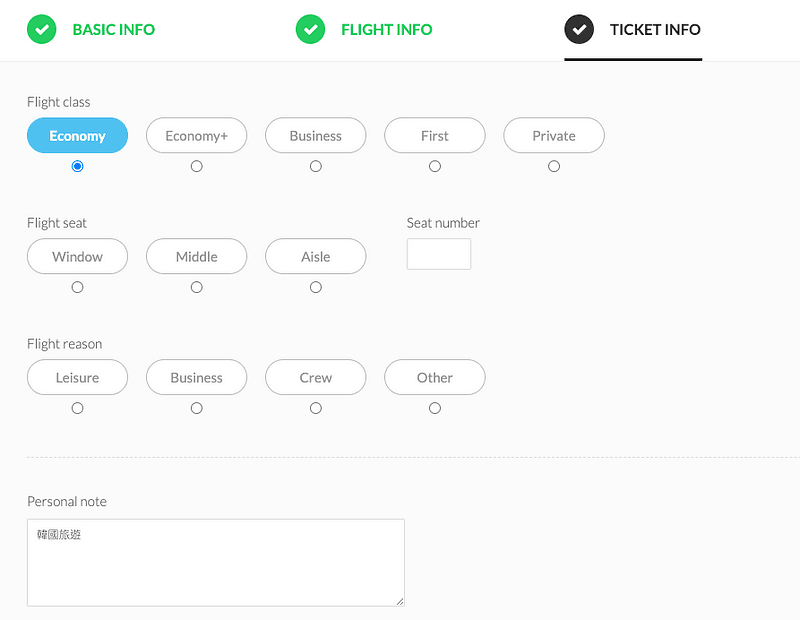 BASIC INFO
FLIGHT INFO
TICKET INFO
Flight class
Economy
Economy+
Business
First
Private
Flight seat
Seat number
Window
Middle
Aisle
Flight reason
Leisure
Business
Crew
Other
Personal note
韓國旅遊